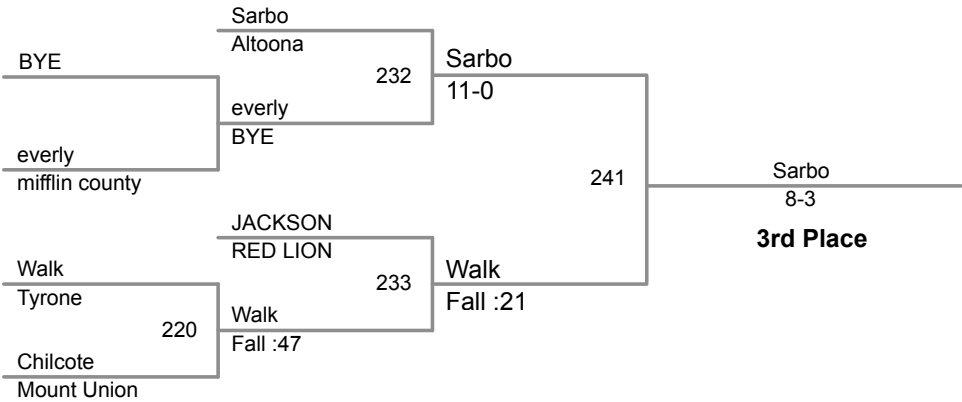 Sarbo
Altoona
BYE
232
Sarbo
11-0
everly
BYE
everly
mifflin county
241
Sarbo
8-3
3rd Place
JACKSON
RED LION
Walk
Tyrone
233
Walk
Fall :21
220
Walk
Fall :47
Chilcote
Mount Union